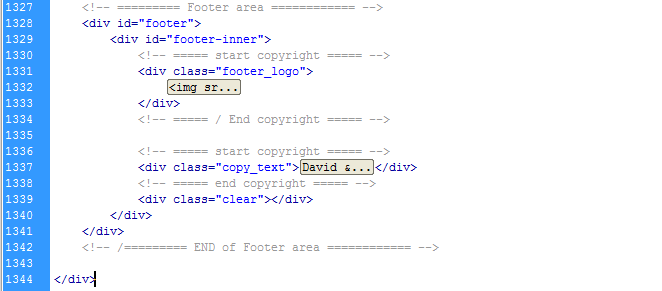 1327 <!-- ========= Footer area ============ -->
1328 <div id="footer">
1329 <div id="footer-inner">
1330 <!-- ===== start copyright ===== -->
1331 <div class="footer_logo">
1332 <img sr...
1333 </div>
1334 <!-- ===== / End copyright ===== -->
1335
1336 <!-- ===== start copyright ===== -->
1337 <div class="copy_text">David &...</div>
1338 <!-- ===== end copyright ===== -->
1339 <div class="clear"></div>
1340 </div>
1341 </div>
1342 <!-- /========= END of Footer area ============ -->
1343
1344 </div>